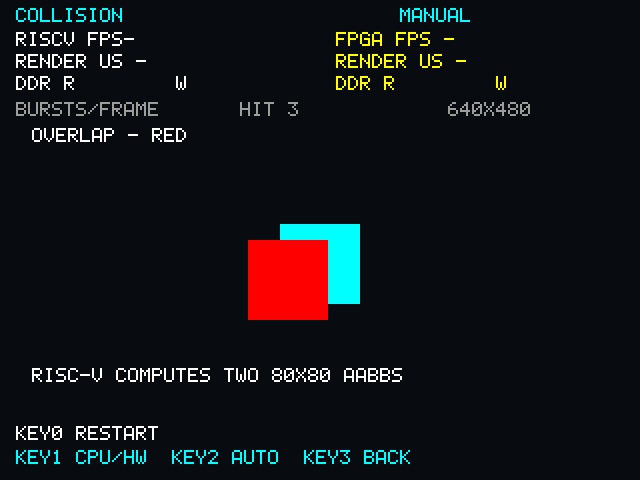 COLLISION MANUAL
RISCV FPS- FPGA FPS -
RENDER US - RENDER US -
DDR R W DDR R W
BURSTS/FRAME HIT 3 640X480
OVERLAP - RED
RISC-V COMPUTES TWO 80X80 AABBS
KEY0 RESTART
KEY1 CPU/HW KEY2 AUTO KEY3 BACK